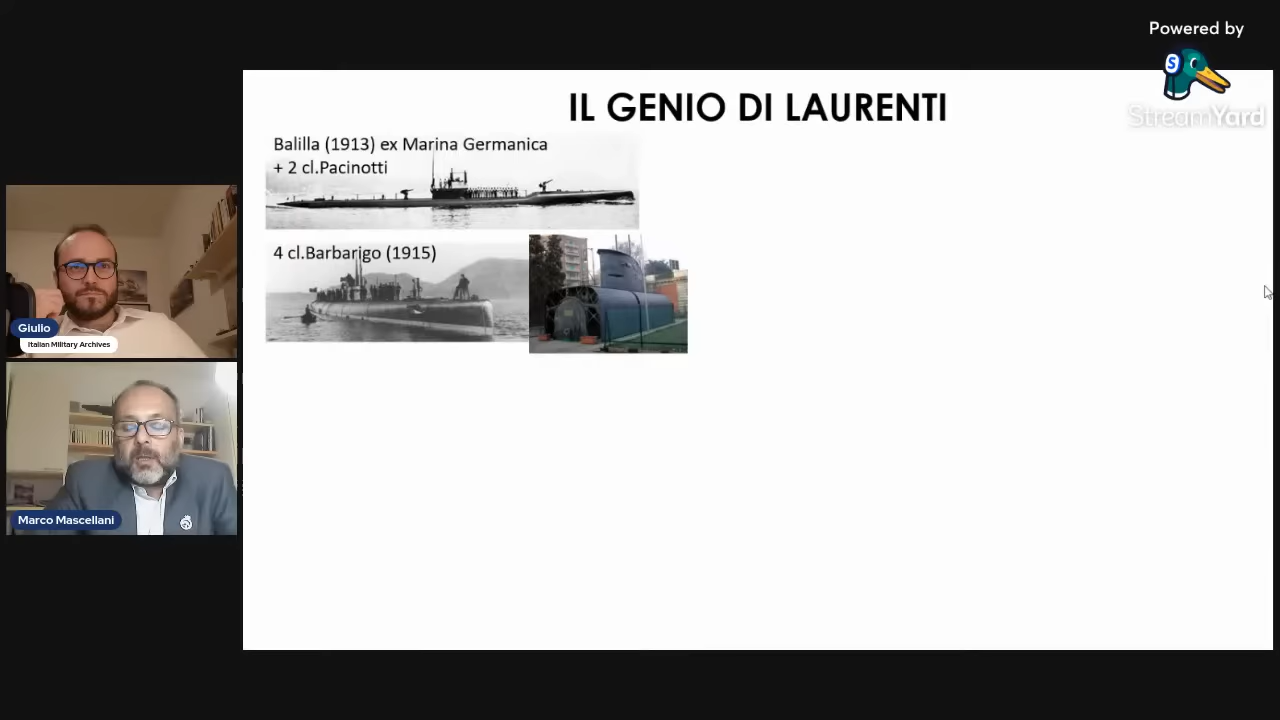 Powered by
S
StreamYard
IL GENIO DI LAURENTI
Balilla (1913) ex Marina Germanica
+ 2 cl.Pacinotti
4 cl.Barbarigo (1915)
Giulio
Italian Military Archives
Marco Mascellani